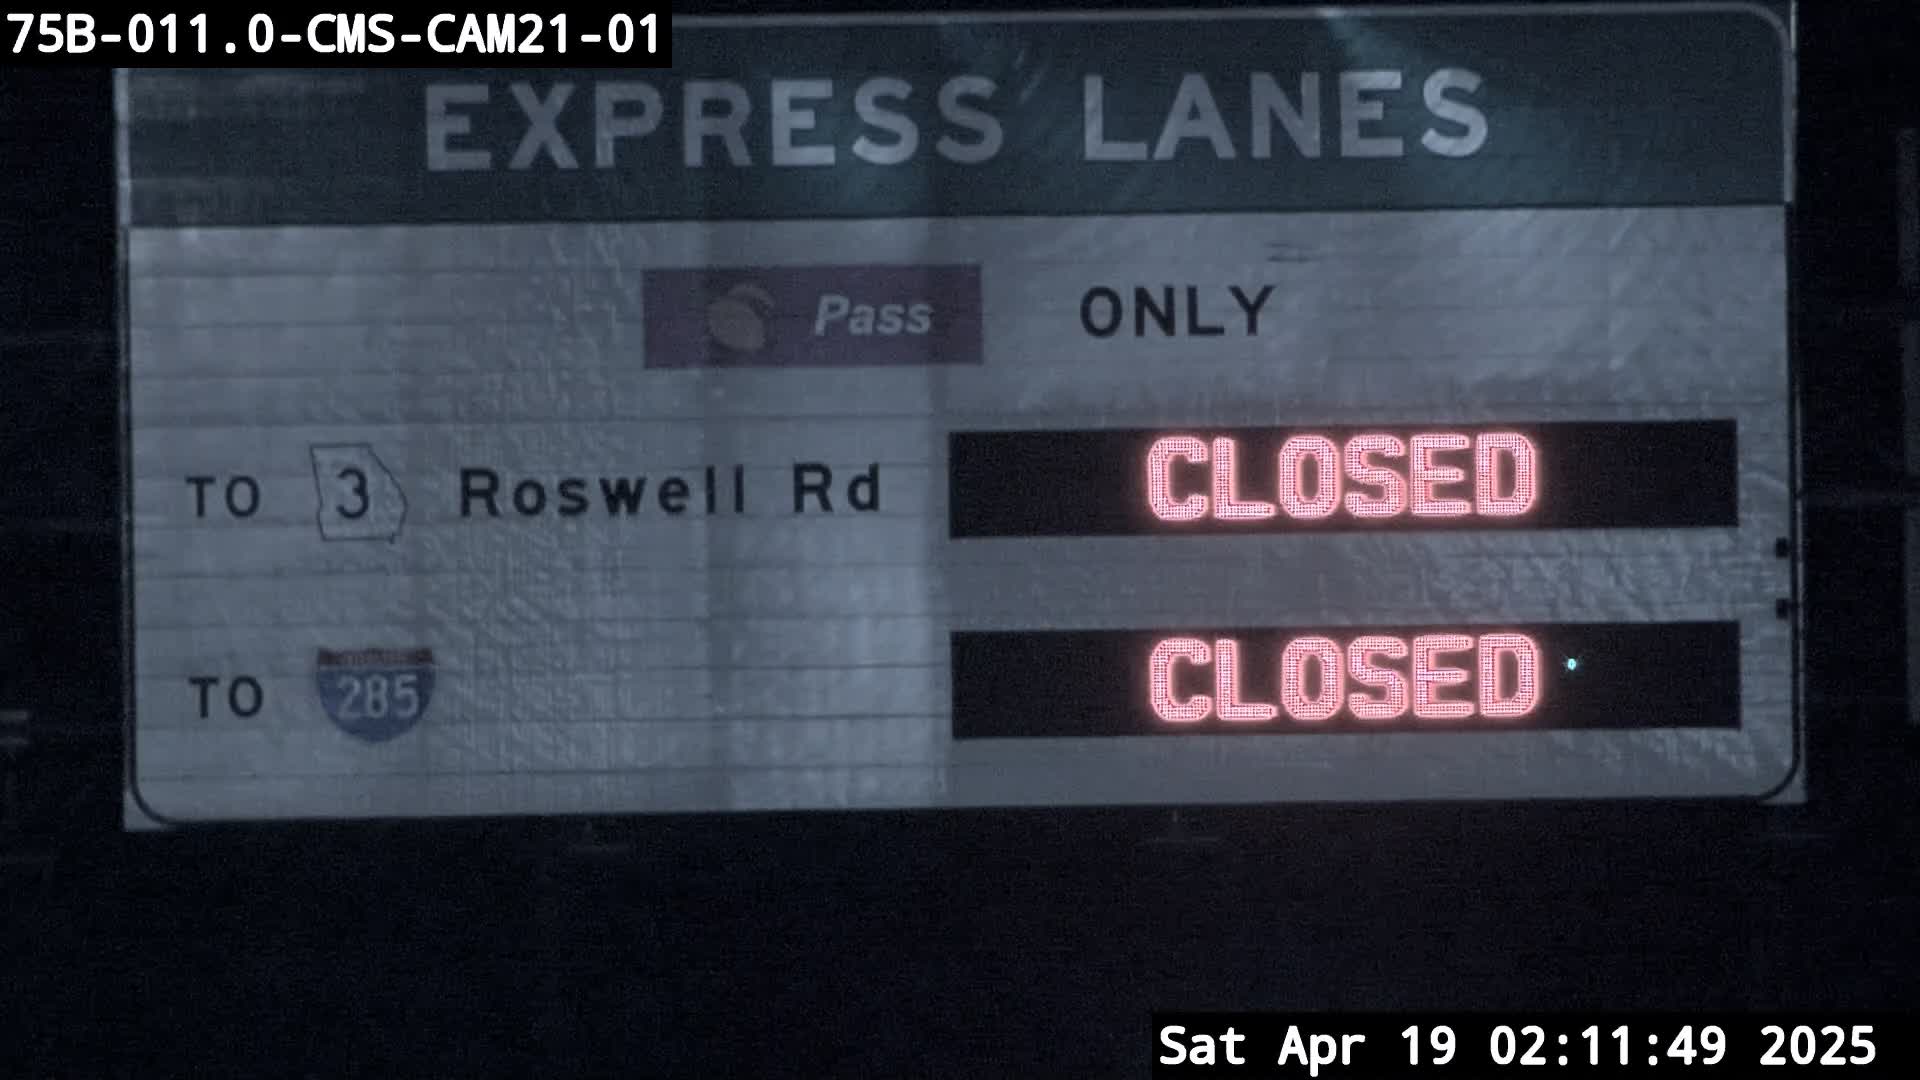 75B-011.0-CMS-CAM21-01
EXPRESS LANES
Pass ONLY
TO 3 Roswell Rd CLOSED
TO 285 CLOSED
Sat Apr 19 02:11:49 2025